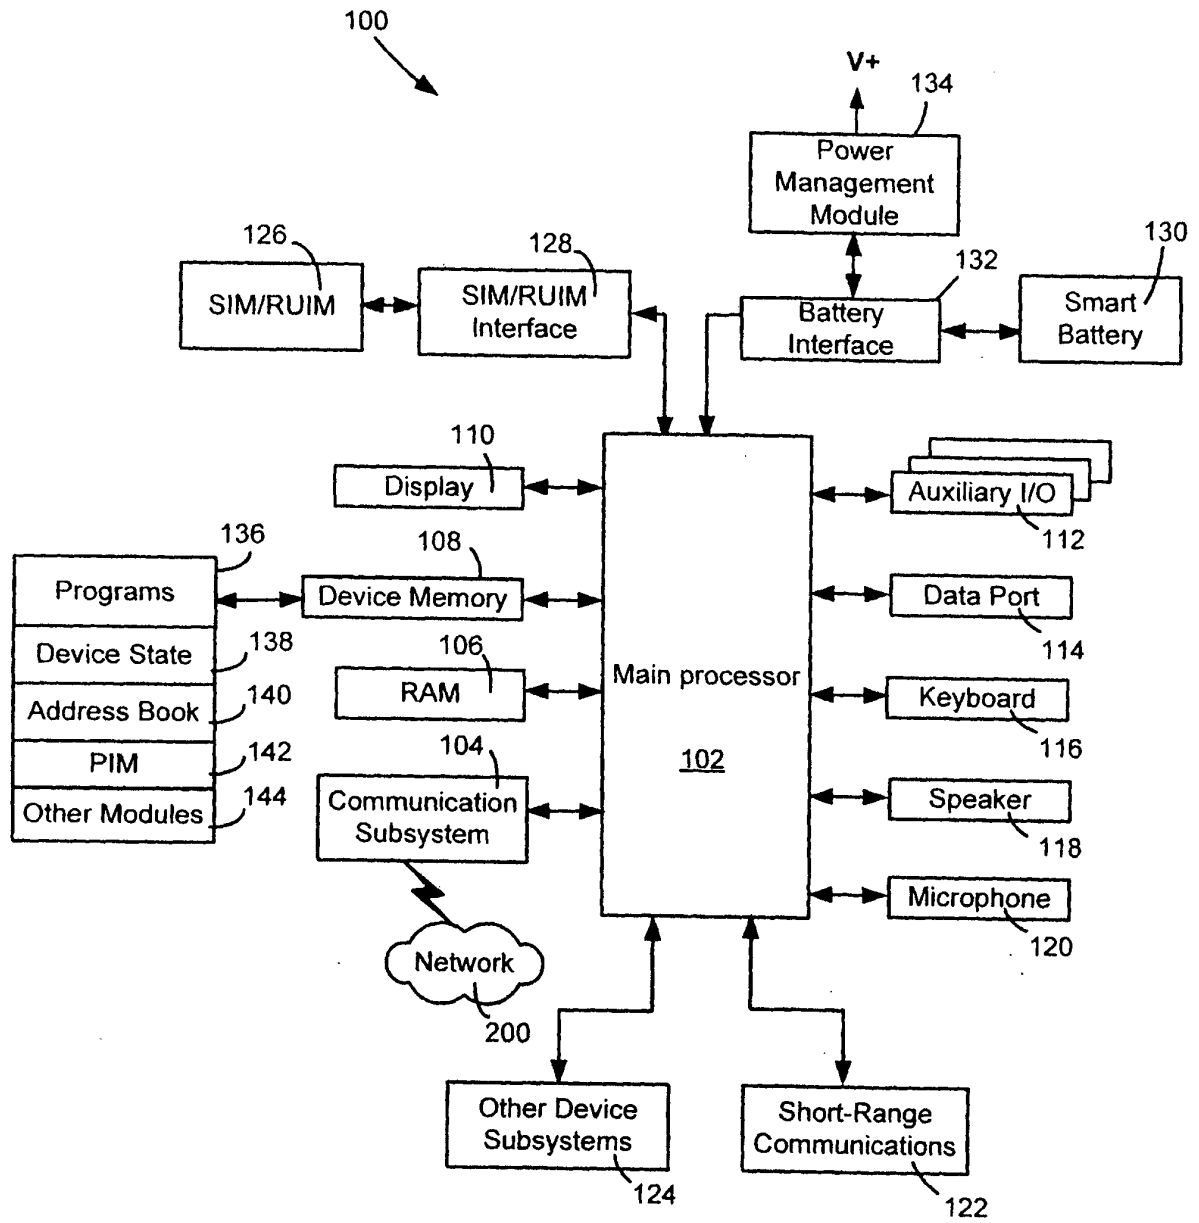 100
V+
134
Power
Management
Module
126
128
132
130
SIM/RUIM
SIM/RUIM
Interface
Battery
Interface
Smart
Battery
110
Display
Auxiliary I/O
112
136
108
Programs
Device Memory
Data Port
114
Device State
138
106
RAM
Main processor
Keyboard
116
Address Book
140
104
102
PIM
142
Communication
Subsystem
Speaker
118
Other Modules
144
Microphone
120
Network
200
Other Device
Subsystems
124
Short-Range
Communications
122